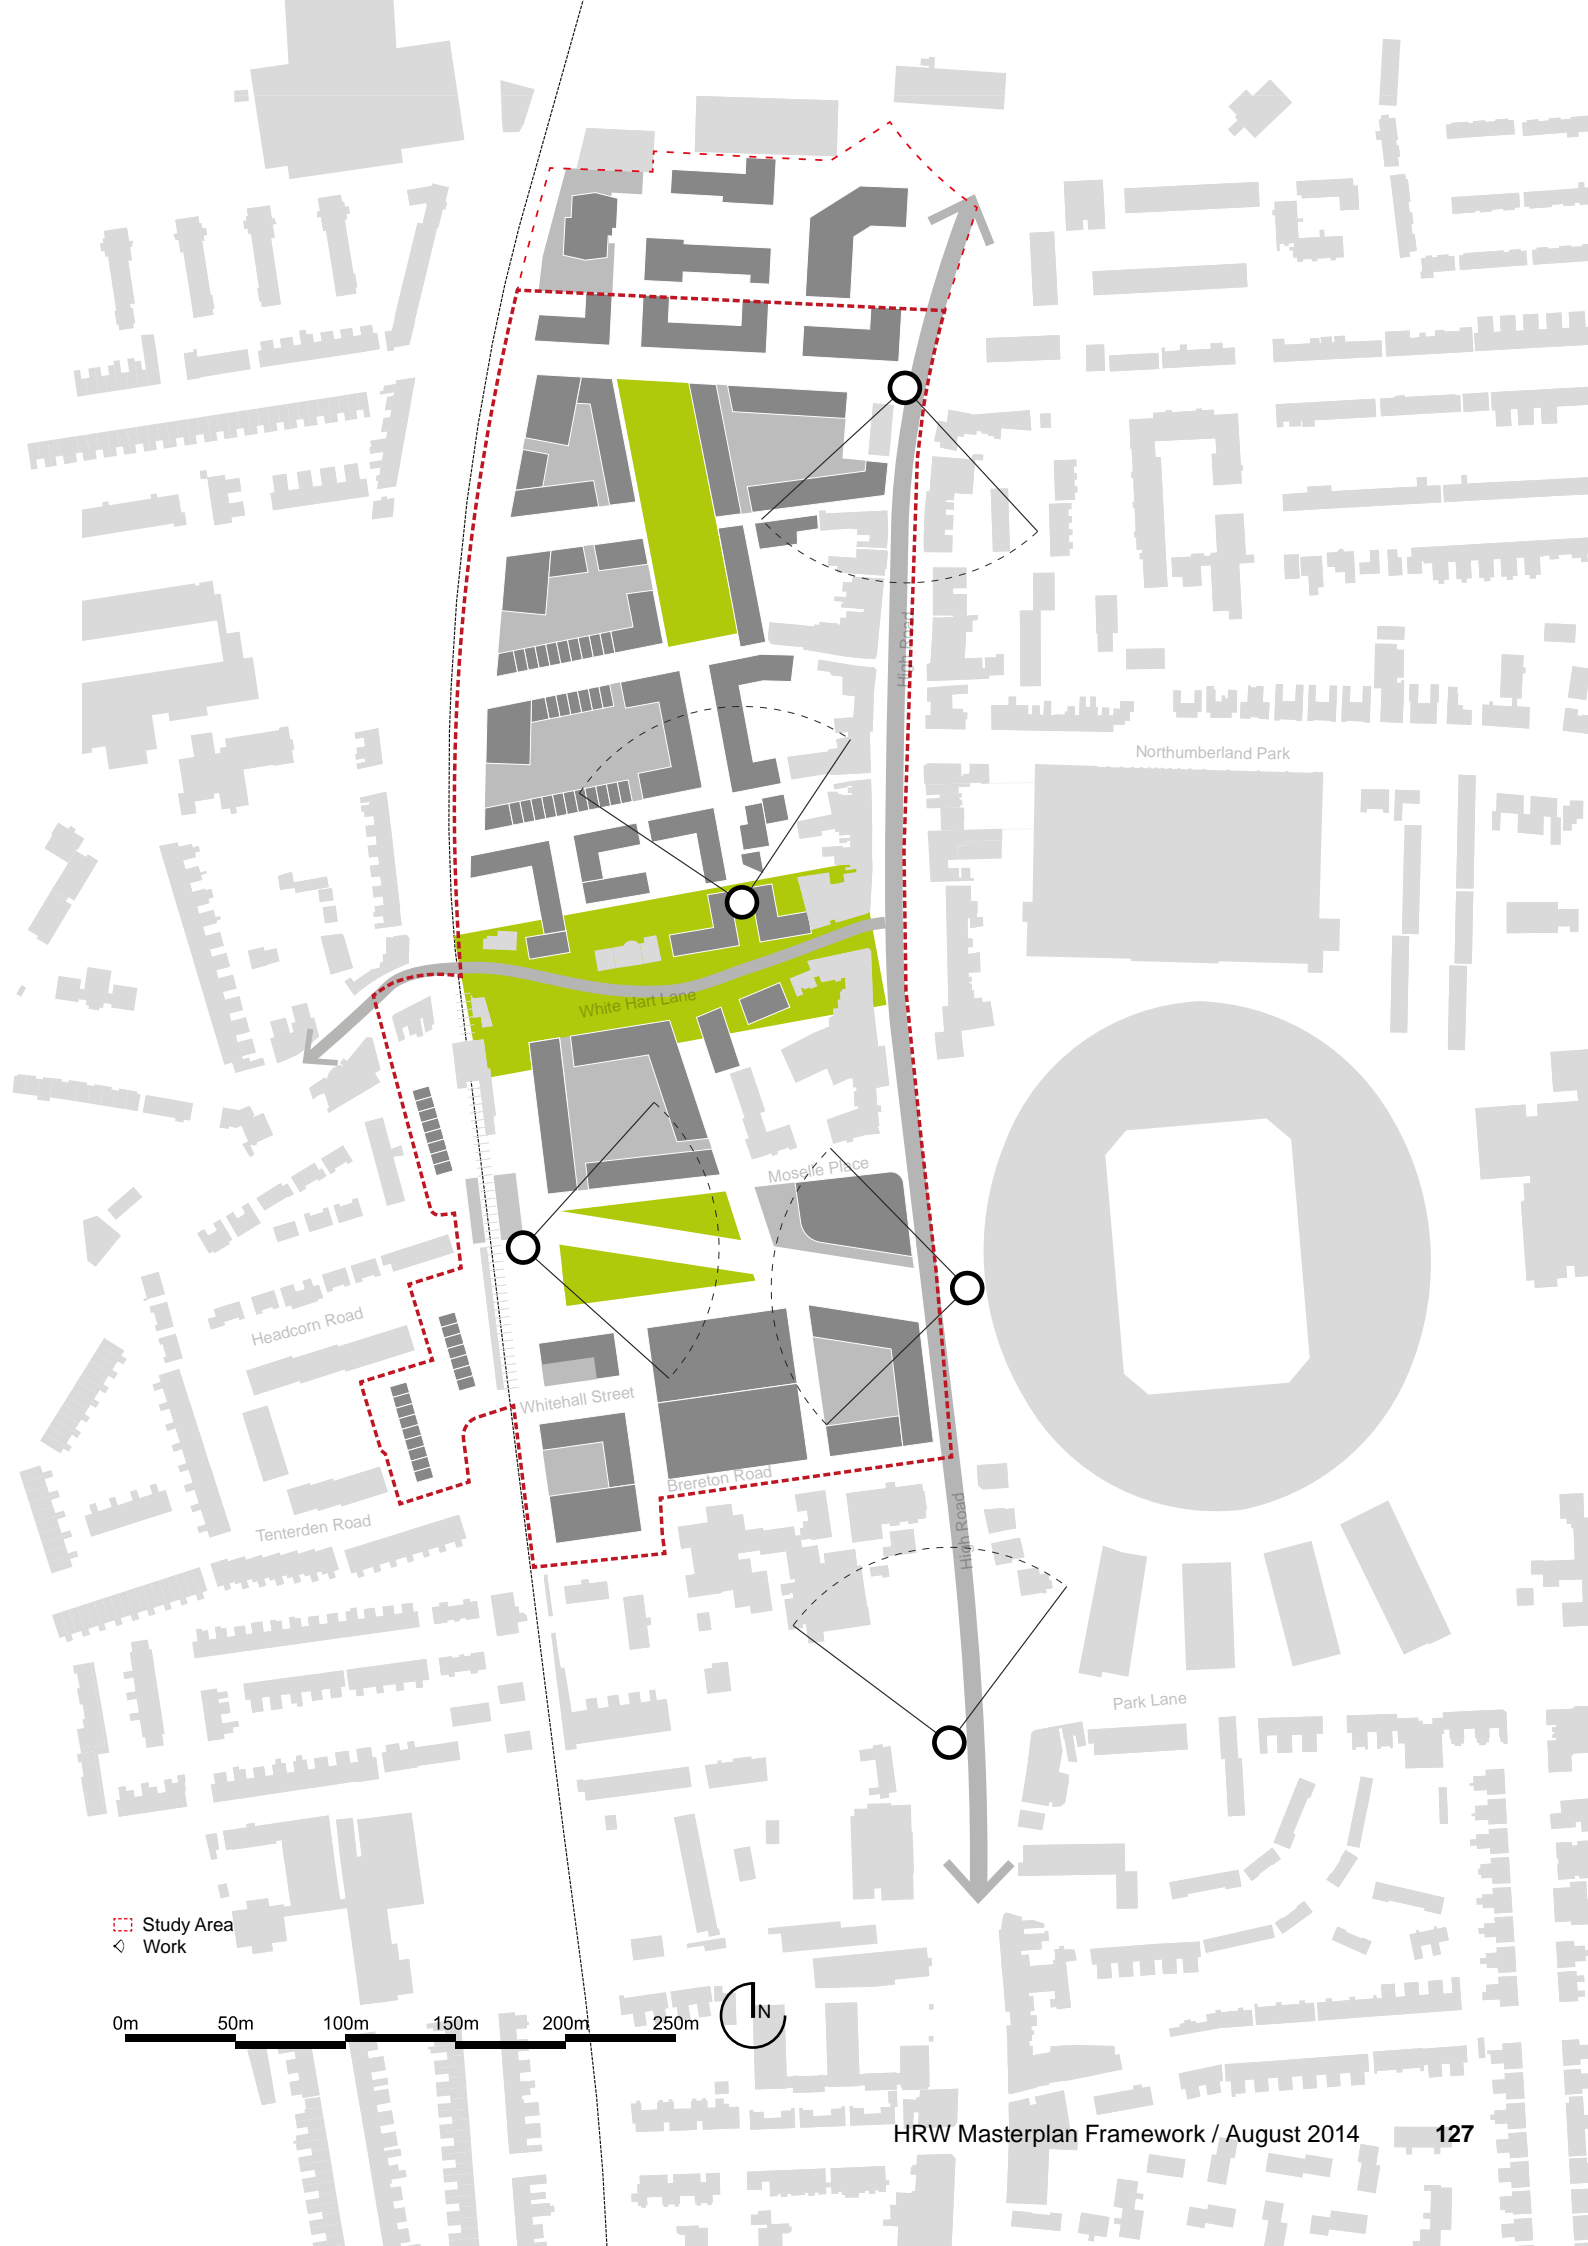 High Road
Northumberland Park
White Hart Lane
Moselle Place
Headcorn Road
Whitehall Street
Brereton Road
Tenterden Road
High Road
Park Lane
Study Area
Work
0m 50m 100m 150m 200m 250m
N
HRW Masterplan Framework / August 2014 127